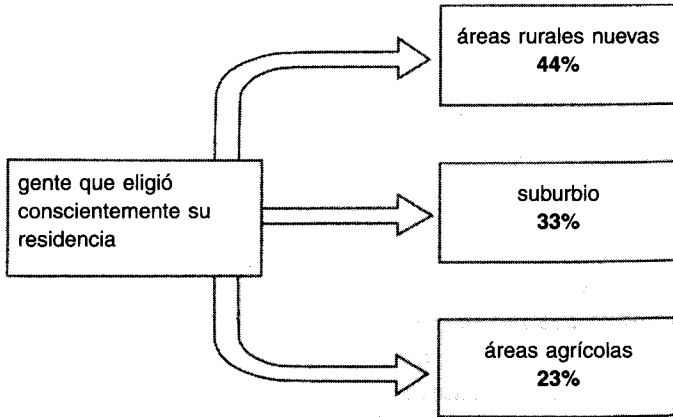 áreas rurales nuevas
44%
gente que eligió
conscientemente su
residencia
suburbio
33%
áreas agrícolas
23%